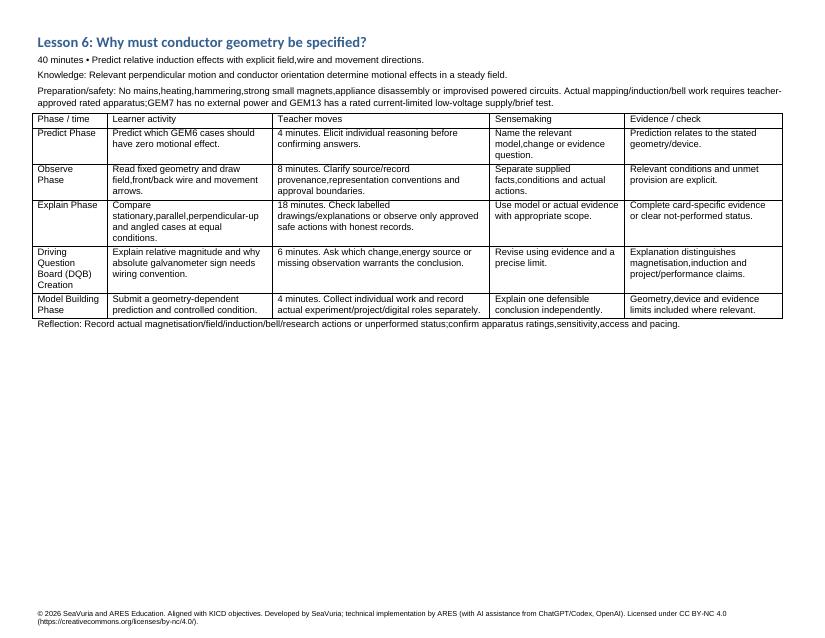 Lesson 6: Why must conductor geometry be specified?
40 minutes • Predict relative induction effects with explicit field,wire and movement directions.
Knowledge: Relevant perpendicular motion and conductor orientation determine motional effects in a steady field.
Preparation/safety: No mains,heating,hammering,strong small magnets,appliance disassembly or improvised powered circuits. Actual mapping/induction/bell work requires teacher-
approved rated apparatus;GEM7 has no external power and GEM13 has a rated current-limited low-voltage supply/brief test.
Phase / time
Learner activity
Teacher moves
Sensemaking
Evidence / check
Predict Phase
Predict which GEM6 cases should
have zero motional effect.
4 minutes. Elicit individual reasoning before
confirming answers.
Name the relevant
model,change or evidence
question.
Prediction relates to the stated
geometry/device.
Observe
Phase
Read fixed geometry and draw
field,front/back wire and movement
arrows.
8 minutes. Clarify source/record
provenance,representation conventions and
approval boundaries.
Separate supplied
facts,conditions and actual
actions.
Relevant conditions and unmet
provision are explicit.
Explain Phase
Compare
stationary,parallel,perpendicular-up
and angled cases at equal
conditions.
18 minutes. Check labelled
drawings/explanations or observe only approved
safe actions with honest records.
Use model or actual evidence
with appropriate scope.
Complete card-specific evidence
or clear not-performed status.
Driving
Question
Board (DQB)
Creation
Explain relative magnitude and why
absolute galvanometer sign needs
wiring convention.
6 minutes. Ask which change,energy source or
missing observation warrants the conclusion.
Revise using evidence and a
precise limit.
Explanation distinguishes
magnetisation,induction and
project/performance claims.
Model Building
Phase
Submit a geometry-dependent
prediction and controlled condition.
4 minutes. Collect individual work and record
actual experiment/project/digital roles separately.
Explain one defensible
conclusion independently.
Geometry,device and evidence
limits included where relevant.
Reflection: Record actual magnetisation/field/induction/bell/research actions or unperformed status;confirm apparatus ratings,sensitivity,access and pacing.
© 2026 SeaVuria and ARES Education. Aligned with KICD objectives. Developed by SeaVuria; technical implementation by ARES (with AI assistance from ChatGPT/Codex, OpenAI). Licensed under CC BY-NC 4.0
(https://creativecommons.org/licenses/by-nc/4.0/).